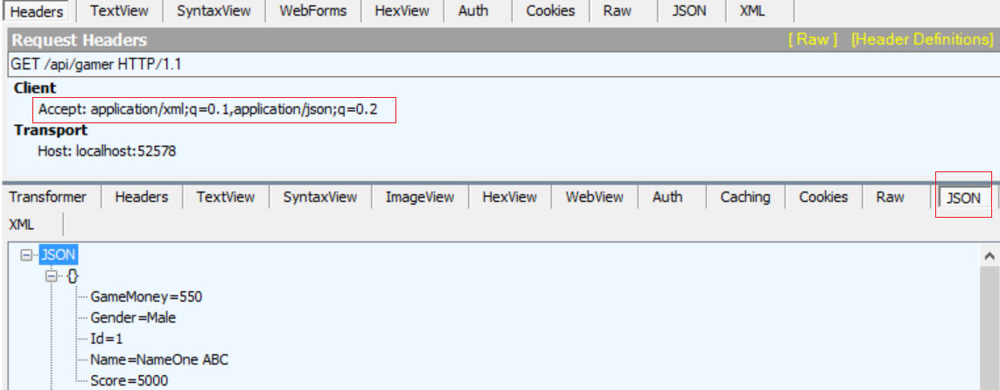 Headers TextView SyntaxView WebForms HexView Auth Cookies Raw JSON XML
Request Headers [ Raw ] [Header Definitions]
GET /api/gamer HTTP/1.1
Client
Accept: application/xml;q=0.1,application/json;q=0.2
Transport
Host: localhost:52578
Transformer Headers TextView SyntaxView ImageView HexView WebView Auth Caching Cookies Raw JSON
XML
JSON
{}
GameMoney=550
Gender=Male
Id=1
Name=NameOne ABC
Score=5000